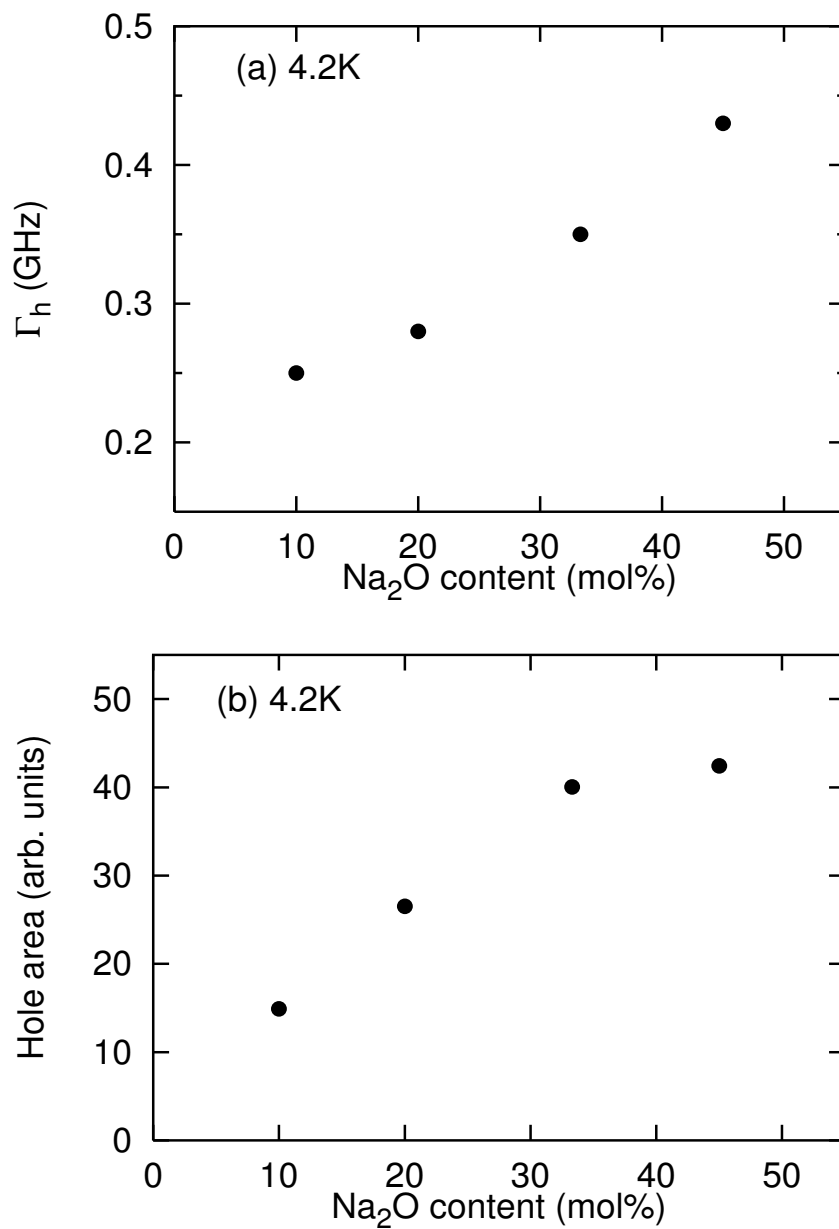 0.5
(a) 4.2K
0.4
0.3
0.2
Γh (GHz)
0 10 20 30 40 50
Na2O content (mol%)
50
(b) 4.2K
40
30
20
10
0
Hole area (arb. units)
0 10 20 30 40 50
Na2O content (mol%)